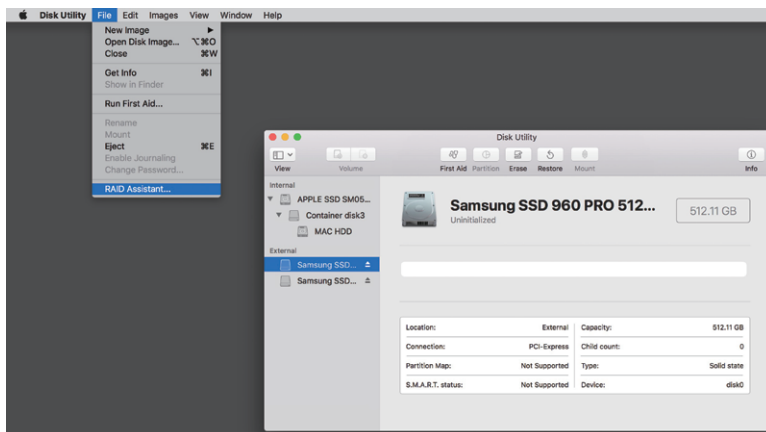 Disk Utility File Edit Images View Window Help
New Image
Open Disk Image... ⌥⌘O
Close ⌘W
Get Info ⌘I
Show in Finder
Run First Aid...
Rename
Mount
Eject ⌘E
Enable Journaling
Change Password...
RAID Assistant...
Disk Utility
View Volume First Aid Partition Erase Restore Mount Info
Internal
APPLE SSD SM05...
Container disk3
MAC HDD
External
Samsung SSD...
Samsung SSD...
Samsung SSD 960 PRO 512...
Uninitialized
512.11 GB
Location: External
Capacity: 512.11 GB
Connection: PCI-Express
Child count: 0
Partition Map: Not Supported
Type: Solid state
S.M.A.R.T. status: Not Supported
Device: disk0